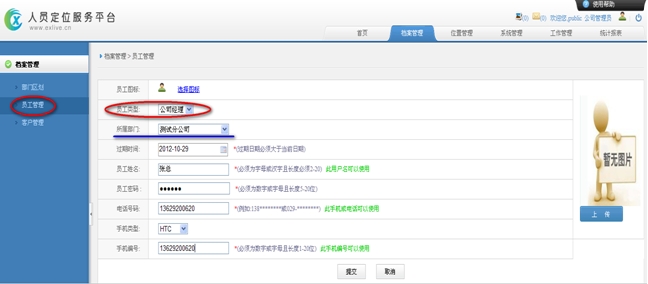 使用帮助
人员定位服务平台
www.exlive.cn
(0) (0) 欢迎您,public 公司管理员
首页 档案管理 位置管理 系统管理 工作管理 统计报表
档案管理
部门区划
员工管理
客户管理
档案管理 > 员工管理
员工图标: 选择图标
员工类型: 公司经理
所属部门: 测试分公司
过期时间: 2012-10-29 *(过期日期必须大于当前日期)
员工姓名: 张总 *(必须为字母或汉字且长度必须2-20) 此用户名可以使用
员工密码: ●●●●●● *(必须为数字或字母且长度3-20位)
电话号码: 13629200620 *(例如:138********或029-********) 此手机或电话可以使用
手机类型: HTC
手机编号: 13629200620 *(必须为数字或字母且长度1-20位) 此手机编号可以使用
暂无图片
上 传
提交 取消